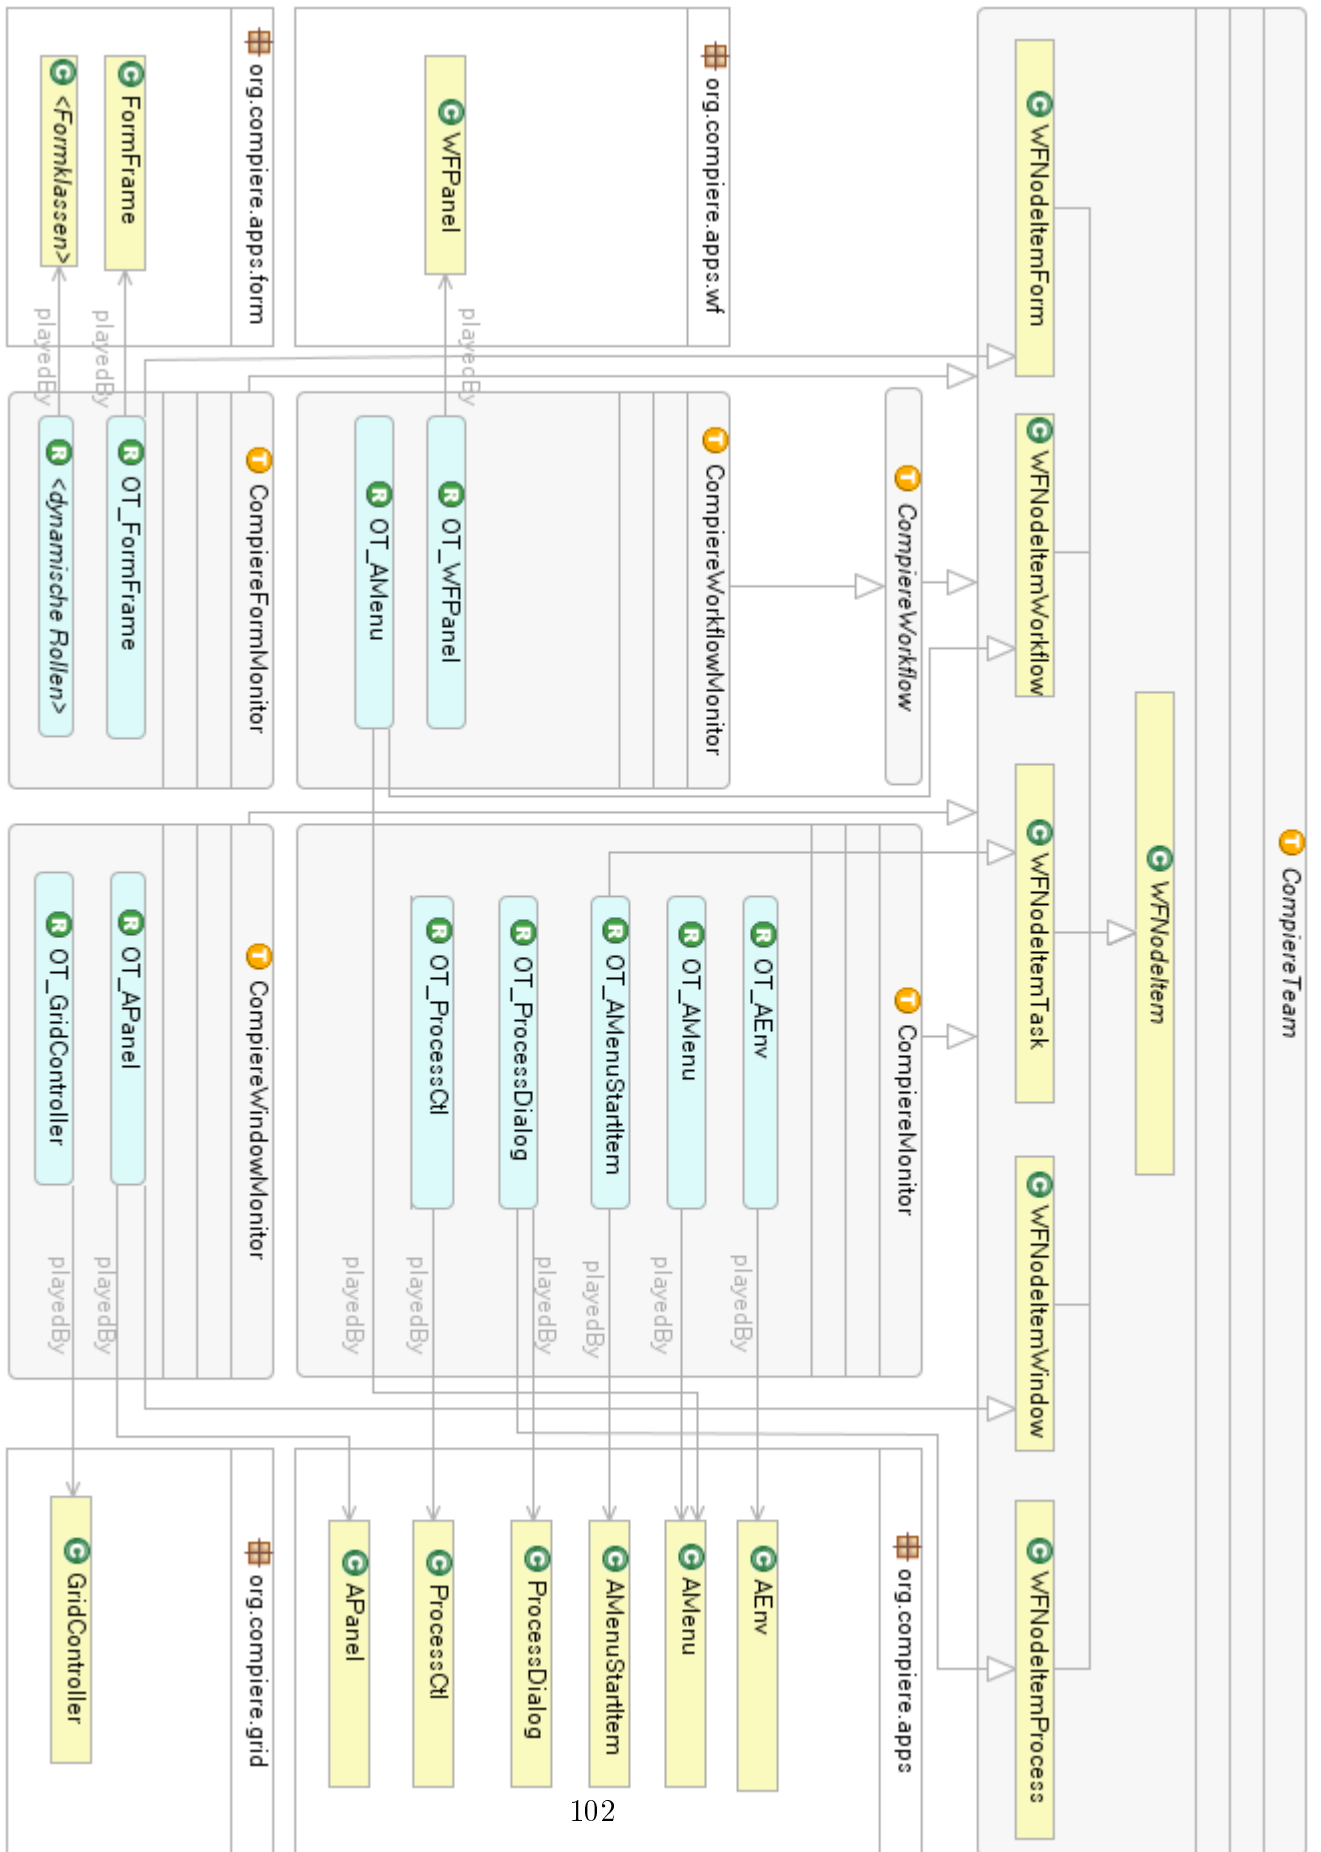 CompiereTeam
WFNodeItem
WFNodeItemForm
WFNodeItemWorkflow
WFNodeItemTask
WFNodeItemWindow
WFNodeItemProcess
CompiereWorkflow
org.compiere.apps.wf
WFPanel
playedBy
CompiereWorkflowMonitor
OT_WFPanel
OT_AMenu
CompiereMonitor
OT_AEnv
OT_AMenu
OT_AMenuStartItem
OT_ProcessDialog
OT_ProcessCtl
playedBy
playedBy
playedBy
playedBy
playedBy
playedBy
org.compiere.apps
AEnv
AMenu
AMenuStartItem
ProcessDialog
ProcessCtl
APanel
org.compiere.apps.form
FormFrame
<Formklassen>
playedBy
playedBy
CompiereFormMonitor
OT_FormFrame
<dynamische Rollen>
CompiereWindowMonitor
OT_APanel
OT_GridController
playedBy
playedBy
org.compiere.grid
GridController
102